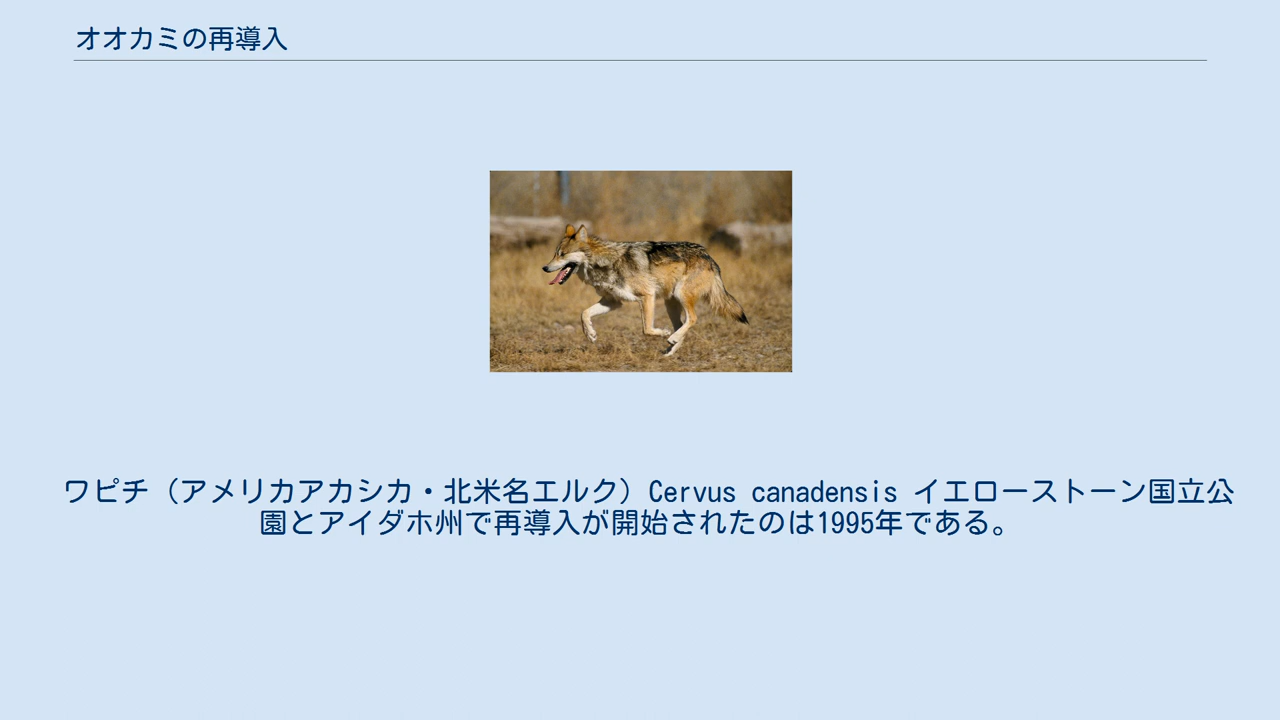 オオカミの再導入
ワピチ（アメリカアカシカ・北米名エルク）Cervus canadensis イエローストーン国立公
園とアイダホ州で再導入が開始されたのは1995年である。